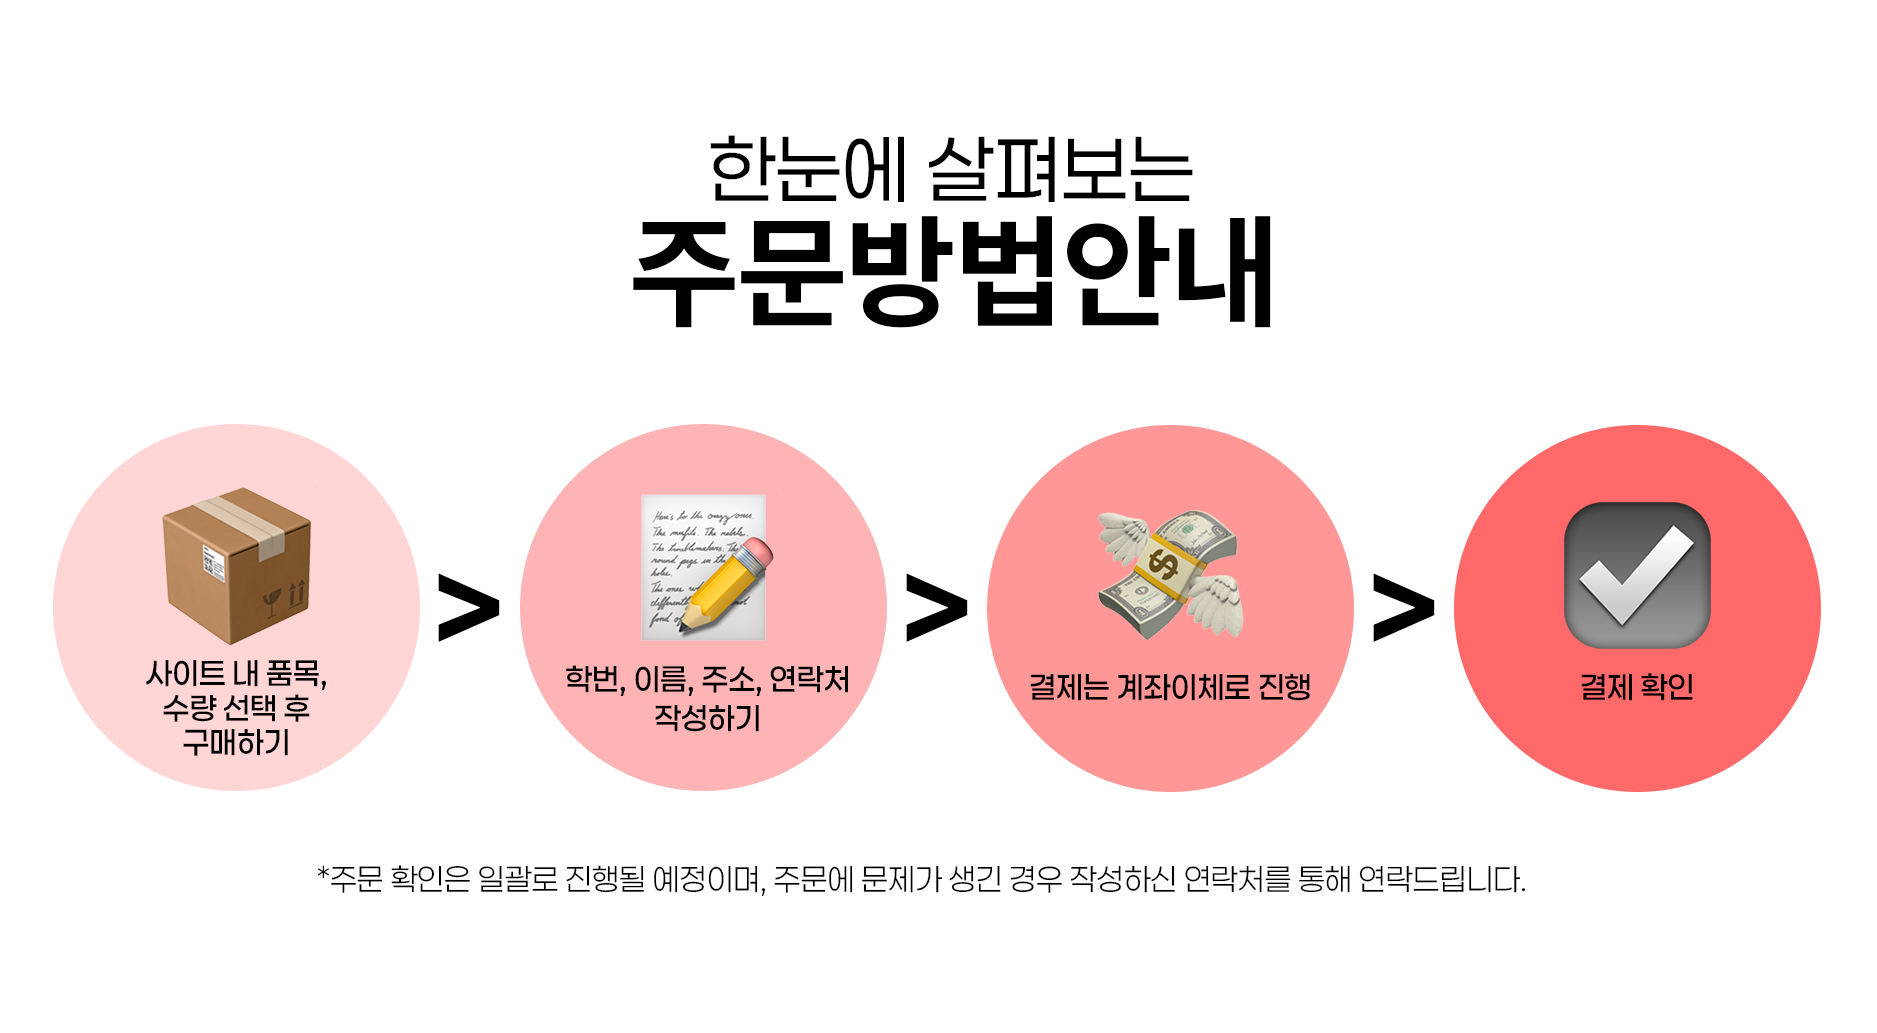 한눈에 살펴보는
주문방법안내
사이트 내 품목,
수량 선택 후
구매하기
>
Here's to the crazy ones.
The misfits. The rebels.
The troublemakers. The
round pegs in the
holes.
The ones
differently
not
fond of
학번, 이름, 주소, 연락처
작성하기
>
$
결제는 계좌이체로 진행
>
결제 확인
*주문 확인은 일괄로 진행될 예정이며, 주문에 문제가 생긴 경우 작성하신 연락처를 통해 연락드립니다.